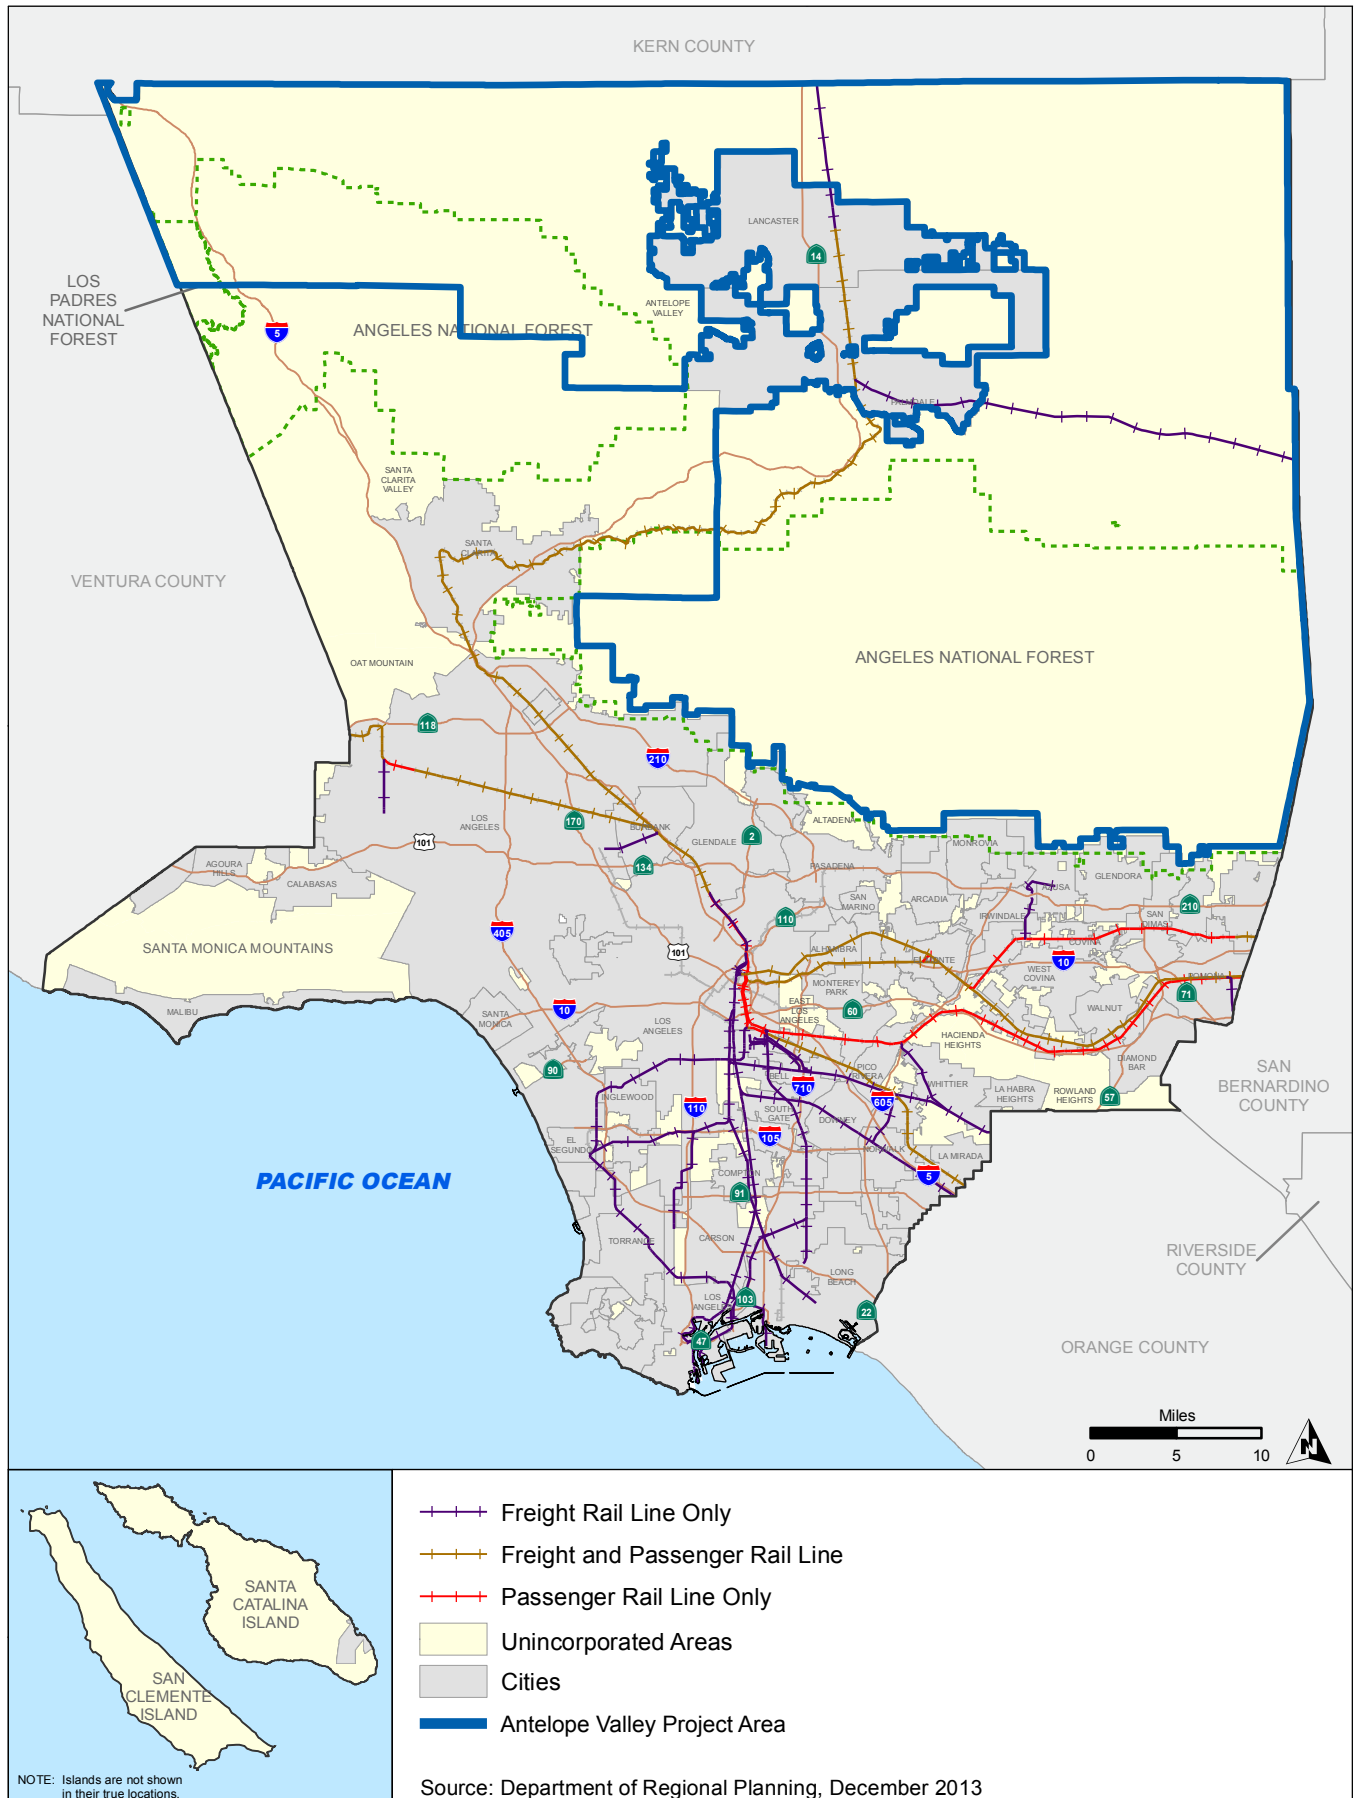 KERN COUNTY
LANCASTER
14
LOS
PADRES
NATIONAL
FOREST
ANTELOPE
VALLEY
5
ANGELES NATIONAL FOREST
PALMDALE
SANTA
CLARITA
VALLEY
SANTA
CLARITA
VENTURA COUNTY
OAT MOUNTAIN
ANGELES NATIONAL FOREST
118
210
LOS
ANGELES
170
BURBANK
101
GLENDALE
2
ALTADENA
MONROVIA
134
PASADENA
AGOURA
HILLS
CALABASAS
GLENDORA
AZUSA
SAN
MARINO
ARCADIA
IRWINDALE
210
SAN
DIMAS
110
405
SANTA MONICA MOUNTAINS
101
ALHAMBRA
EL MONTE
COVINA
10
WEST
COVINA
POMONA
MONTEREY
PARK
71
MALIBU
SANTA
MONICA
10
LOS
ANGELES
EAST
LOS
ANGELES
60
WALNUT
HACIENDA
HEIGHTS
DIAMOND
BAR
90
BELL
PICO
RIVERA
710
WHITTIER
LA HABRA
HEIGHTS
ROWLAND
HEIGHTS
57
SAN
BERNARDINO
COUNTY
INGLEWOOD
110
SOUTH
GATE
605
DOWNEY
105
EL
SEGUNDO
NORWALK
LA MIRADA
PACIFIC OCEAN
COMPTON
5
91
TORRANCE
CARSON
RIVERSIDE
COUNTY
LONG
BEACH
LOS
ANGELES
103
22
47
ORANGE COUNTY
Miles
0 5 10
N
SANTA
CATALINA
ISLAND
SAN
CLEMENTE
ISLAND
NOTE: Islands are not shown
in their true locations.
Freight Rail Line Only
Freight and Passenger Rail Line
Passenger Rail Line Only
Unincorporated Areas
Cities
Antelope Valley Project Area
Source: Department of Regional Planning, December 2013